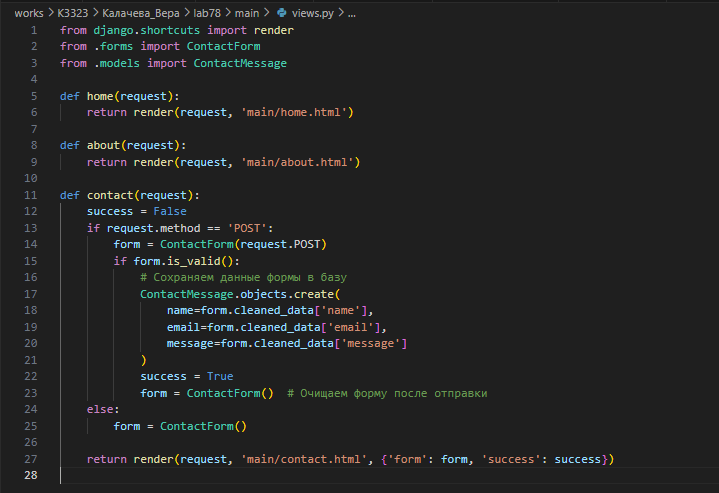 works > K3323 > Калачева_Вера > lab78 > main > views.py > ...
1 from django.shortcuts import render
2 from .forms import ContactForm
3 from .models import ContactMessage
4
5 def home(request):
6     return render(request, 'main/home.html')
7
8 def about(request):
9     return render(request, 'main/about.html')
10
11 def contact(request):
12     success = False
13     if request.method == 'POST':
14         form = ContactForm(request.POST)
15         if form.is_valid():
16             # Сохраняем данные формы в базу
17             ContactMessage.objects.create(
18                 name=form.cleaned_data['name'],
19                 email=form.cleaned_data['email'],
20                 message=form.cleaned_data['message']
21             )
22             success = True
23             form = ContactForm()  # Очищаем форму после отправки
24     else:
25         form = ContactForm()
26
27     return render(request, 'main/contact.html', {'form': form, 'success': success})
28